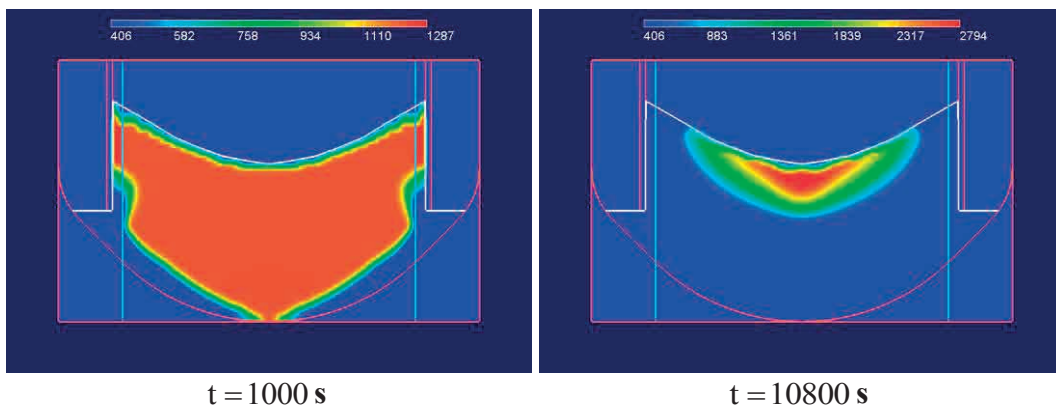 406 582 758 934 1110 1287
406 883 1361 1839 2317 2794
t = 1000 s
t = 10800 s